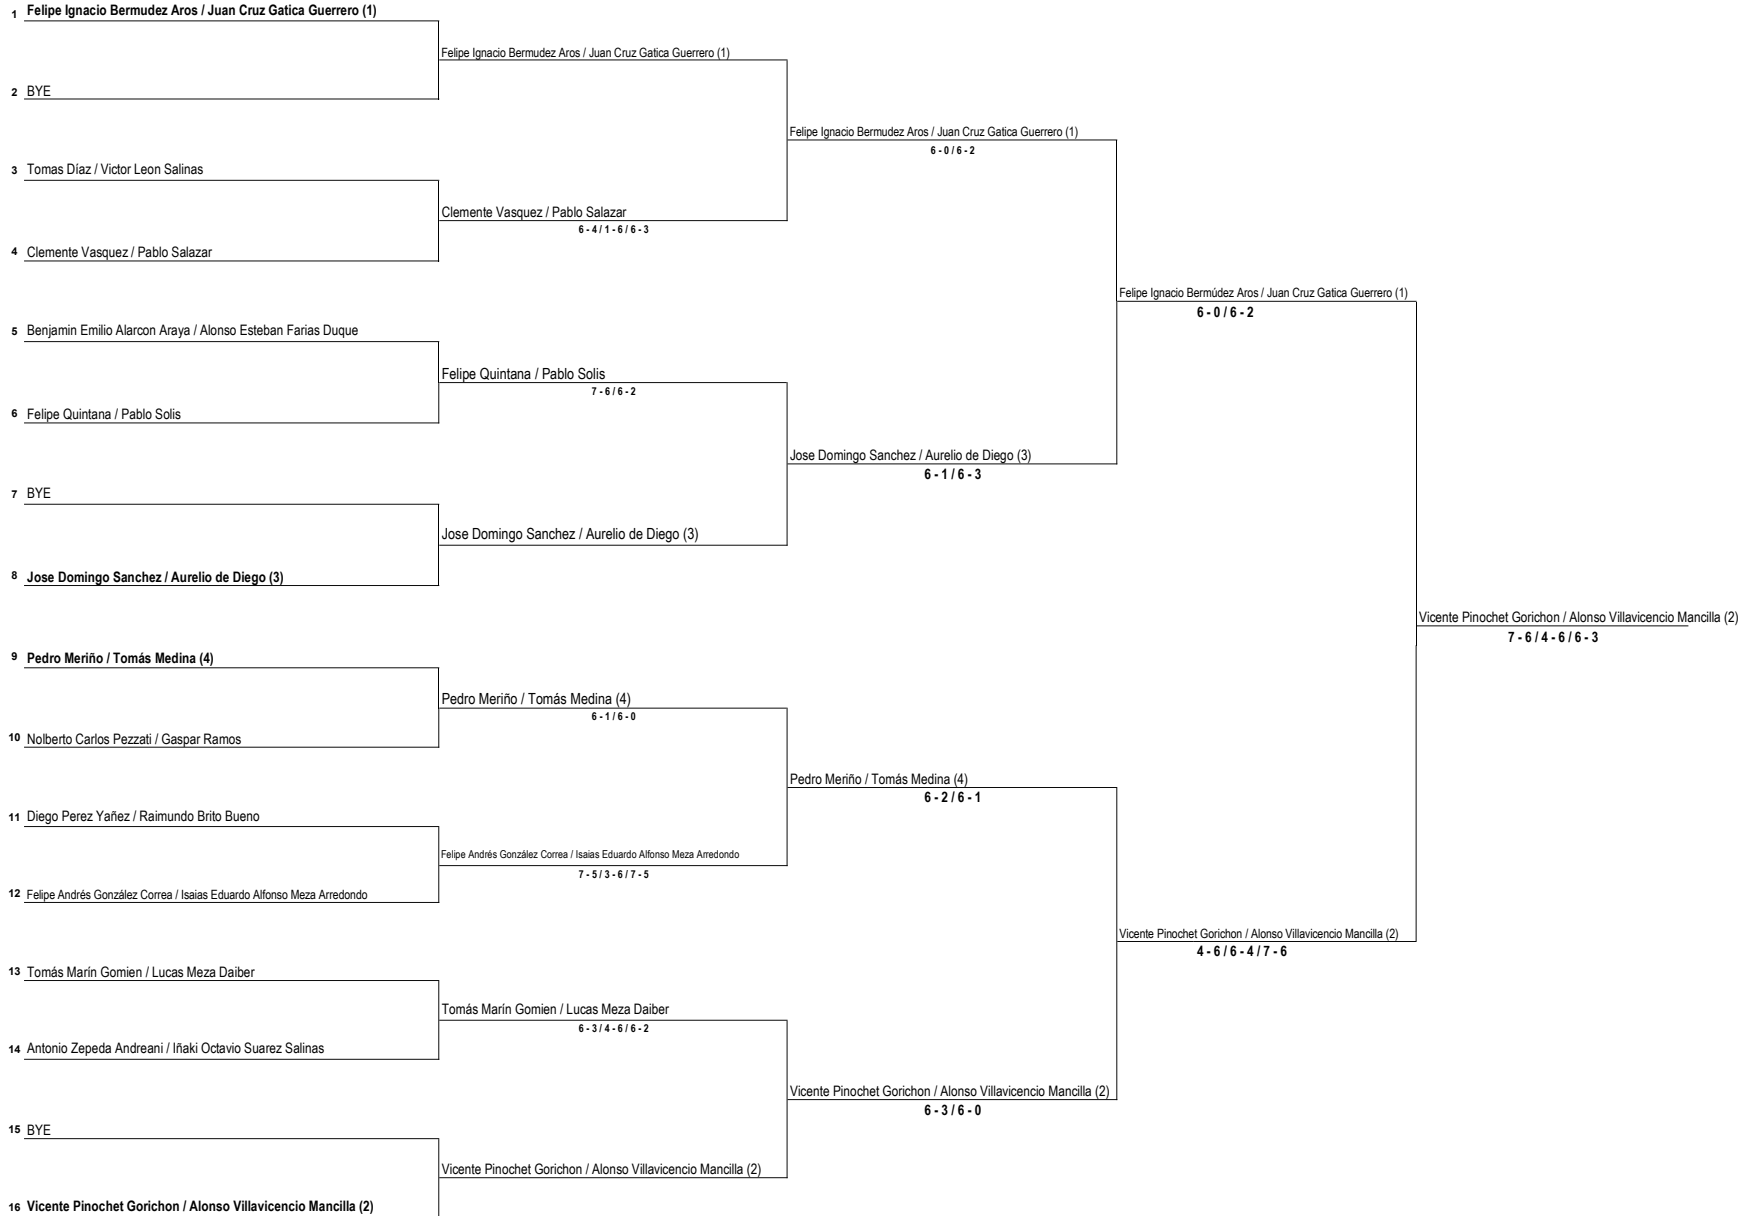 1 Felipe Ignacio Bermudez Aros / Juan Cruz Gatica Guerrero (1)
Felipe Ignacio Bermudez Aros / Juan Cruz Gatica Guerrero (1)
2 BYE
Felipe Ignacio Bermudez Aros / Juan Cruz Gatica Guerrero (1)
6 - 0 / 6 - 2
3 Tomas Díaz / Victor Leon Salinas
Clemente Vasquez / Pablo Salazar
6 - 4 / 1 - 6 / 6 - 3
4 Clemente Vasquez / Pablo Salazar
Felipe Ignacio Bermúdez Aros / Juan Cruz Gatica Guerrero (1)
6 - 0 / 6 - 2
5 Benjamin Emilio Alarcon Araya / Alonso Esteban Farias Duque
Felipe Quintana / Pablo Solis
7 - 6 / 6 - 2
6 Felipe Quintana / Pablo Solis
Jose Domingo Sanchez / Aurelio de Diego (3)
6 - 1 / 6 - 3
7 BYE
Jose Domingo Sanchez / Aurelio de Diego (3)
8 Jose Domingo Sanchez / Aurelio de Diego (3)
Vicente Pinochet Gorichon / Alonso Villavicencio Mancilla (2)
7 - 6 / 4 - 6 / 6 - 3
9 Pedro Meriño / Tomás Medina (4)
Pedro Meriño / Tomás Medina (4)
6 - 1 / 6 - 0
10 Nolberto Carlos Pezzati / Gaspar Ramos
Pedro Meriño / Tomás Medina (4)
6 - 2 / 6 - 1
11 Diego Perez Yañez / Raimundo Brito Bueno
Felipe Andrés González Correa / Isaias Eduardo Alfonso Meza Arredondo
7 - 5 / 3 - 6 / 7 - 5
12 Felipe Andrés González Correa / Isaias Eduardo Alfonso Meza Arredondo
Vicente Pinochet Gorichon / Alonso Villavicencio Mancilla (2)
4 - 6 / 6 - 4 / 7 - 6
13 Tomás Marín Gomien / Lucas Meza Daiber
Tomás Marín Gomien / Lucas Meza Daiber
6 - 3 / 4 - 6 / 6 - 2
14 Antonio Zepeda Andreani / Iñaki Octavio Suarez Salinas
Vicente Pinochet Gorichon / Alonso Villavicencio Mancilla (2)
6 - 3 / 6 - 0
15 BYE
Vicente Pinochet Gorichon / Alonso Villavicencio Mancilla (2)
16 Vicente Pinochet Gorichon / Alonso Villavicencio Mancilla (2)